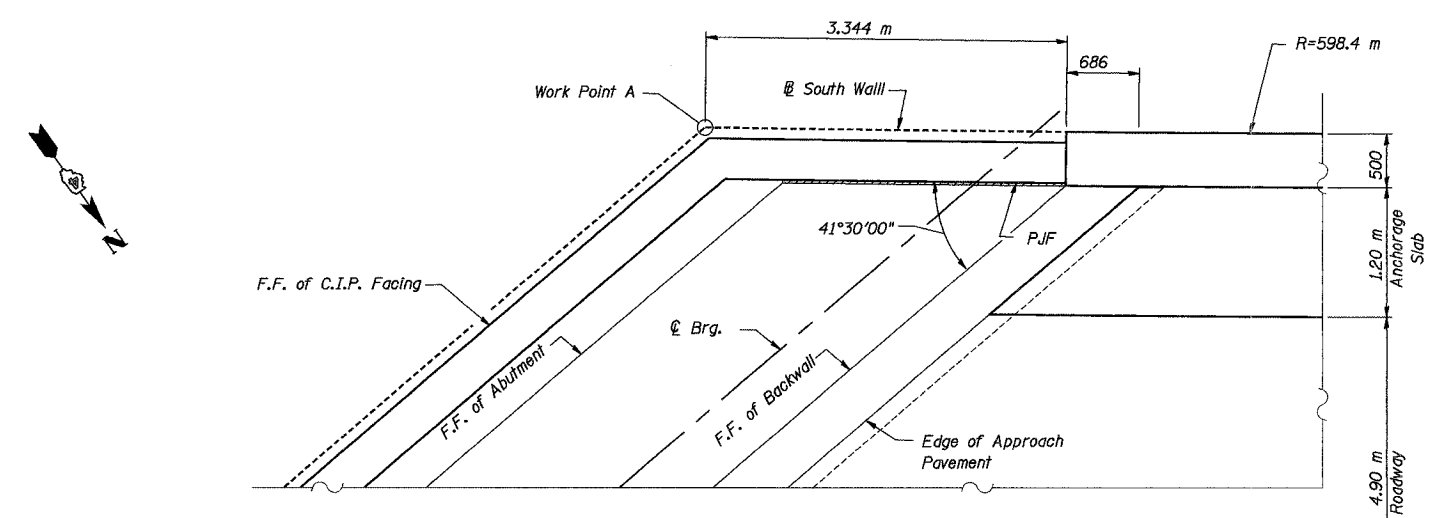 3.344 m
R=598.4 m
686
Work Point A
℄ South Walll
500
41°30'00"
PJF
1.20 m
Anchorage
Slab
F.F. of C.I.P. Facing
℄ Brg.
F.F. of Abutment
F.F. of Backwall
Edge of Approach
Pavement
4.90 m
Roadway
N